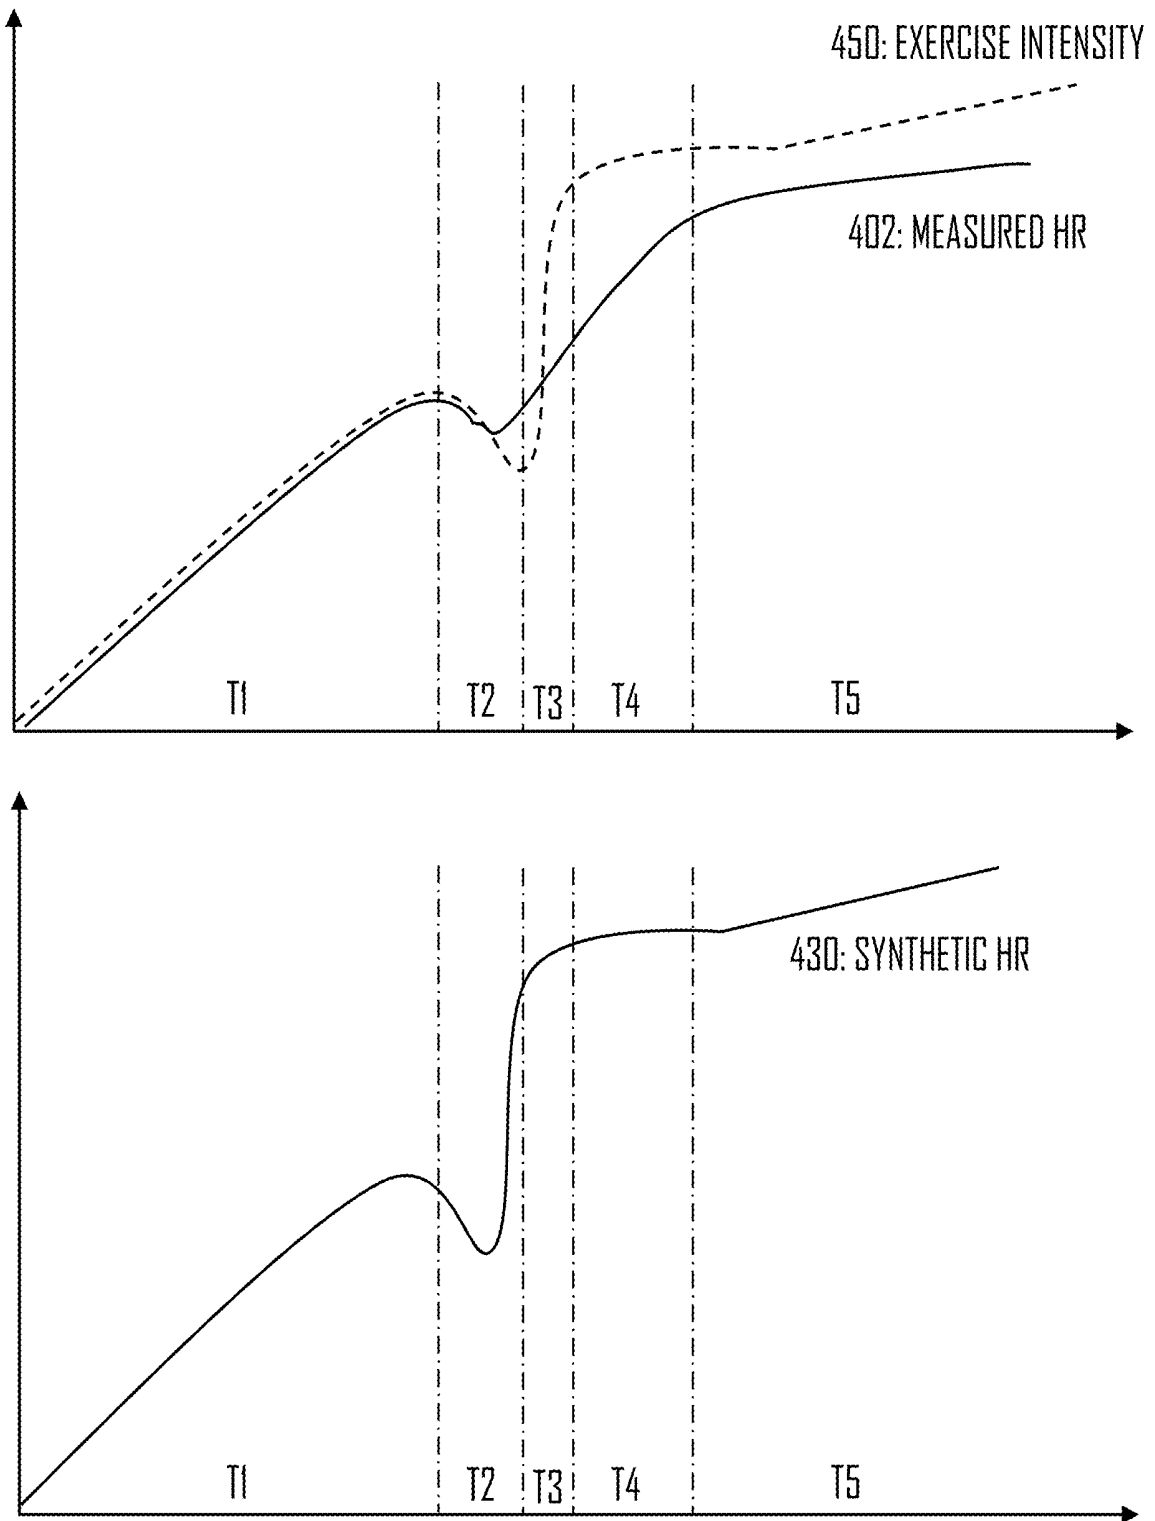 450: EXERCISE INTENSITY
402: MEASURED HR
T1 T2 T3 T4 T5
430: SYNTHETIC HR
T1 T2 T3 T4 T5